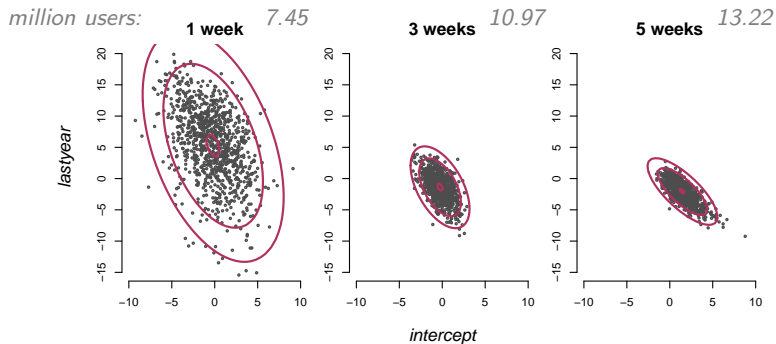 million users: 7.45 10.97 13.22
1 week 3 weeks 5 weeks
20 20 20
15 15 15
10 10 10
5 5 5
0 0 0
−5 −5 −5
−10 −10 −10
−15 −15 −15
lastyear
−10 −5 0 5 10 −10 −5 0 5 10 −10 −5 0 5 10
intercept